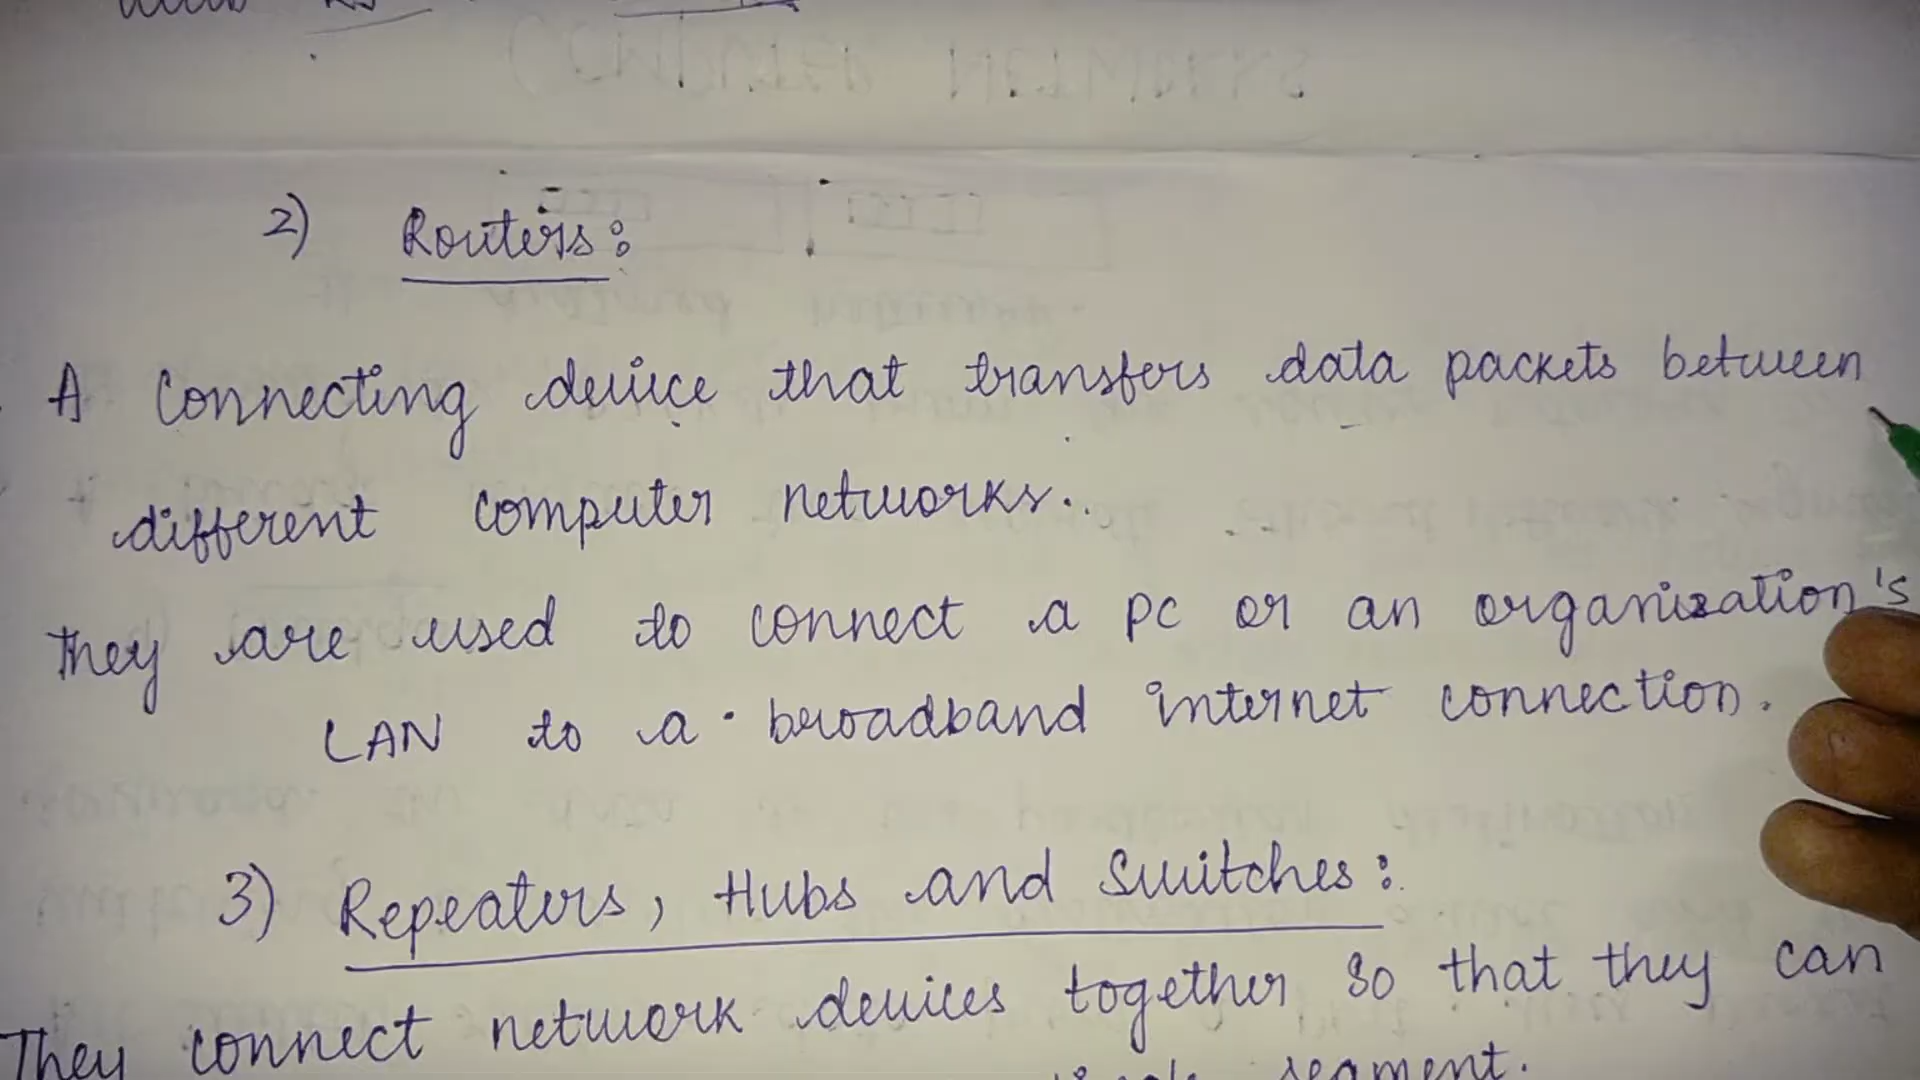 2) Routers:
A connecting device that transfers data packets between
different computer networks.
They are used to connect a PC or an organization's
LAN to a broadband internet connection.
3) Repeaters, Hubs and Switches:
They connect network devices together so that they can
segment.